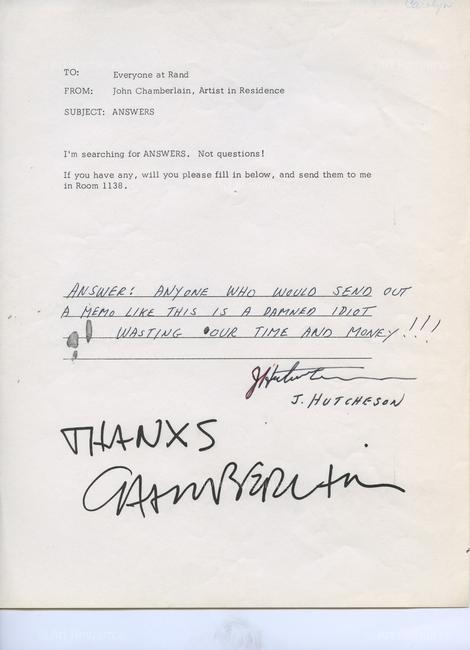 Carolyn
TO: Everyone at Rand
FROM: John Chamberlain, Artist in Residence
SUBJECT: ANSWERS
I'm searching for ANSWERS. Not questions!
If you have any, will you please fill in below, and send them to me
in Room 1138.
ANSWER: ANYONE WHO WOULD SEND OUT
A MEMO LIKE THIS IS A DAMNED IDIOT
WASTING OUR TIME AND MONEY!!!
J Hutcheson
J. HUTCHESON
THANXS
CHAMBERLAIN